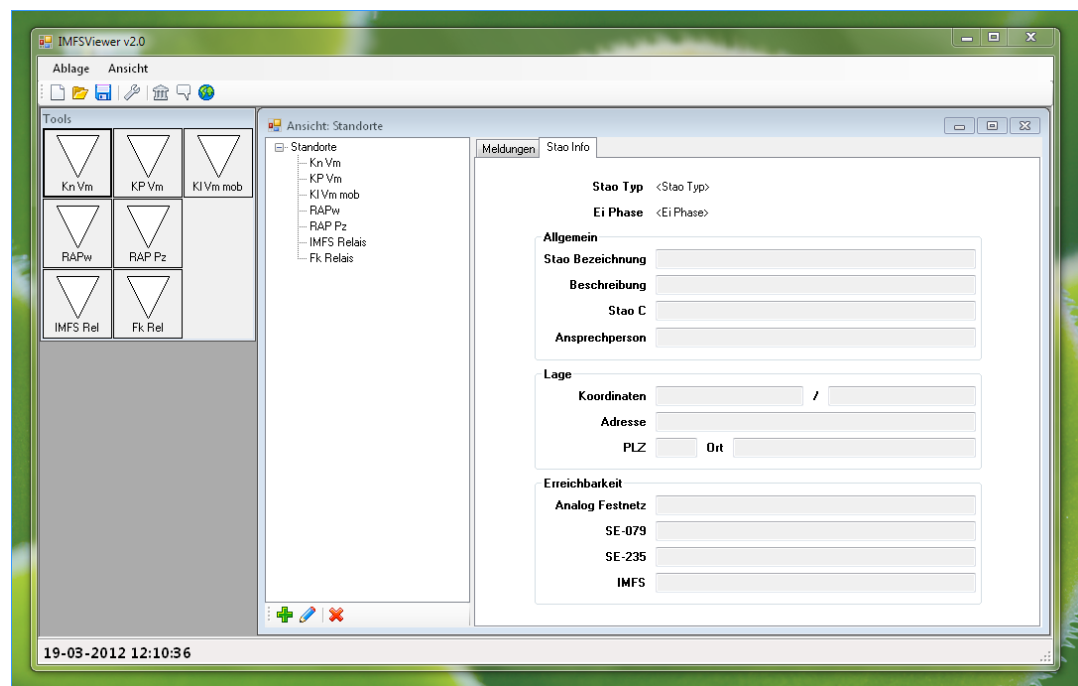 IMFSViewer v2.0
Ablage Ansicht
Tools
Kn Vm KP Vm Kl Vm mob
RAPw RAP Pz
IMFS Rel Fk Rel
Ansicht: Standorte
Standorte
Kn Vm
KP Vm
Kl Vm mob
RAPw
RAP Pz
IMFS Relais
Fk Relais
Meldungen Stao Info
Stao Typ <Stao Typ>
Ei Phase <Ei Phase>
Allgemein
Stao Bezeichnung
Beschreibung
Stao C
Ansprechperson
Lage
Koordinaten /
Adresse
PLZ Ort
Erreichbarkeit
Analog Festnetz
SE-079
SE-235
IMFS
19-03-2012 12:10:36